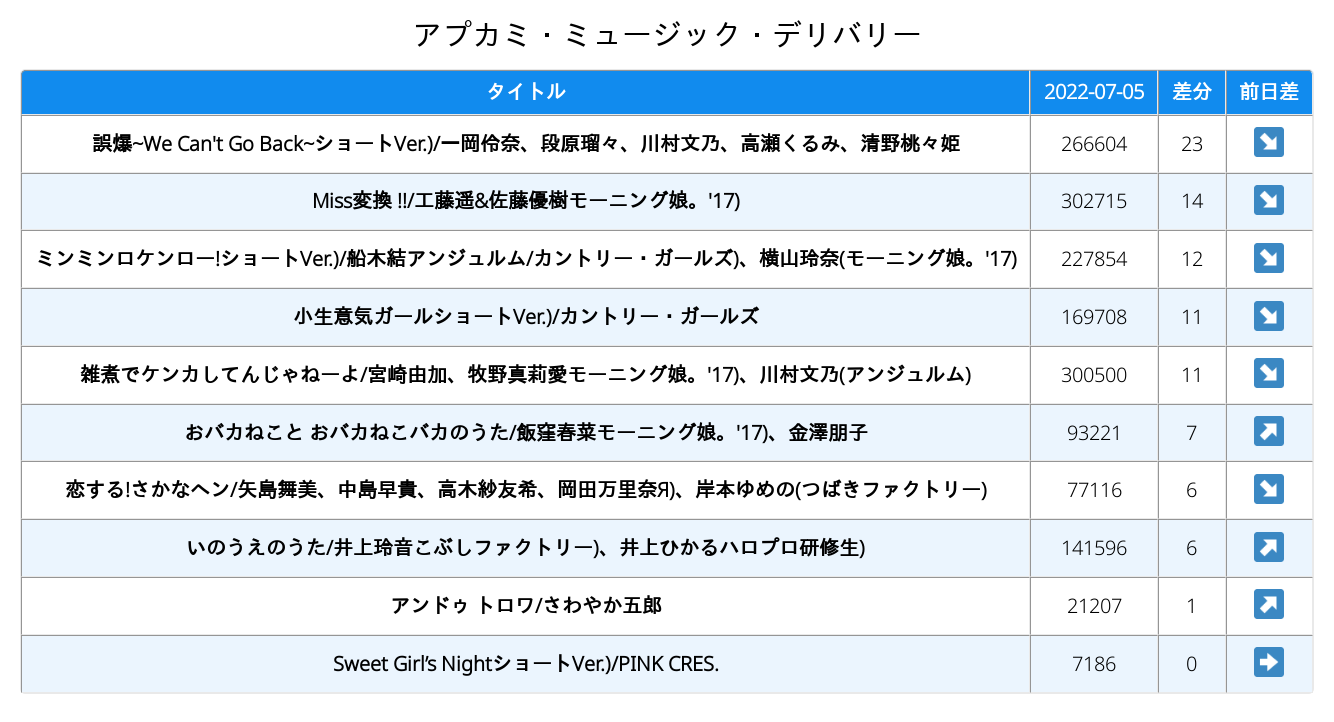 アプカミ・ミュージック・デリバリー
タイトル 2022-07-05 差分 前日差
誤爆~We Can't Go Back~ショートVer.)/一岡伶奈、段原瑠々、川村文乃、高瀬くるみ、清野桃々姫 266604 23
Miss変換 !!/工藤遥&佐藤優樹モーニング娘。'17) 302715 14
ミンミンロケンロー!ショートVer.)/船木結アンジュルム/カントリー・ガールズ)、横山玲奈(モーニング娘。'17) 227854 12
小生意気ガールショートVer.)/カントリー・ガールズ 169708 11
雑煮でケンカしてんじゃねーよ/宮崎由加、牧野真莉愛モーニング娘。'17)、川村文乃(アンジュルム) 300500 11
おバカねこと おバカねこバカのうた/飯窪春菜モーニング娘。'17)、金澤朋子 93221 7
恋する!さかなヘン/矢島舞美、中島早貴、高木紗友希、岡田万里奈Я)、岸本ゆめの(つばきファクトリー) 77116 6
いのうえのうた/井上玲音こぶしファクトリー)、井上ひかるハロプロ研修生) 141596 6
アンドゥ トロワ/さわやか五郎 21207 1
Sweet Girl’s NightショートVer.)/PINK CRES. 7186 0